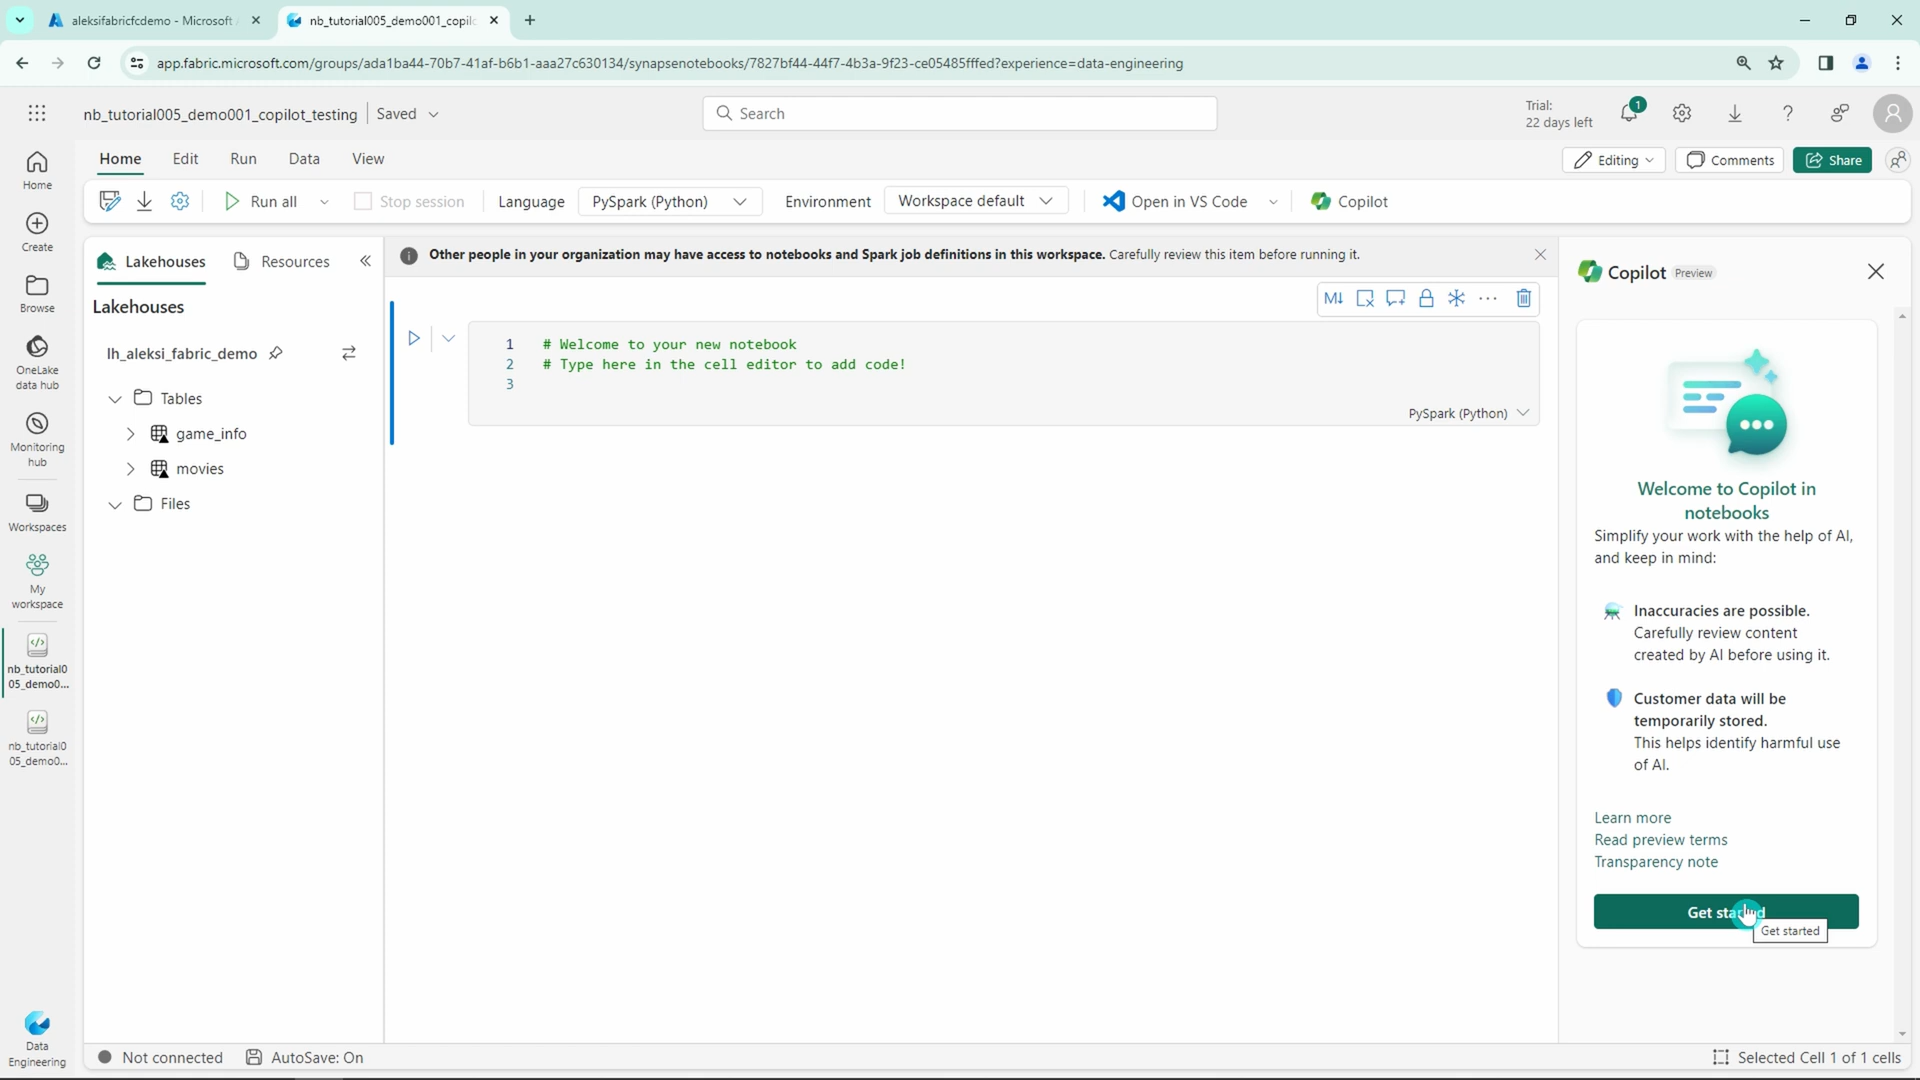 aleksifabricfcdemo - Microsoft A
nb_tutorial005_demo001_copilo
app.fabric.microsoft.com/groups/ada1ba44-70b7-41af-b6b1-aaa27c630134/synapsenotebooks/7827bf44-44f7-4b3a-9f23-ce05485fffed?experience=data-engineering
nb_tutorial005_demo001_copilot_testing
Saved
Search
Trial:
22 days left
1
Home
Edit
Run
Data
View
Editing
Comments
Share
Run all
Stop session
Language
PySpark (Python)
Environment
Workspace default
Open in VS Code
Copilot
Home
Create
Browse
OneLake
data hub
Monitoring
hub
Workspaces
My
workspace
nb_tutorial0
05_demo0...
nb_tutorial0
05_demo0...
Data
Engineering
Lakehouses
Resources
Lakehouses
lh_aleksi_fabric_demo
Tables
game_info
movies
Files
Other people in your organization may have access to notebooks and Spark job definitions in this workspace. Carefully review this item before running it.
M↓
1 # Welcome to your new notebook
2 # Type here in the cell editor to add code!
3
PySpark (Python)
Copilot Preview
Welcome to Copilot in
notebooks
Simplify your work with the help of AI,
and keep in mind:
Inaccuracies are possible.
Carefully review content
created by AI before using it.
Customer data will be
temporarily stored.
This helps identify harmful use
of AI.
Learn more
Read preview terms
Transparency note
Get started
Get started
Not connected
AutoSave: On
Selected Cell 1 of 1 cells